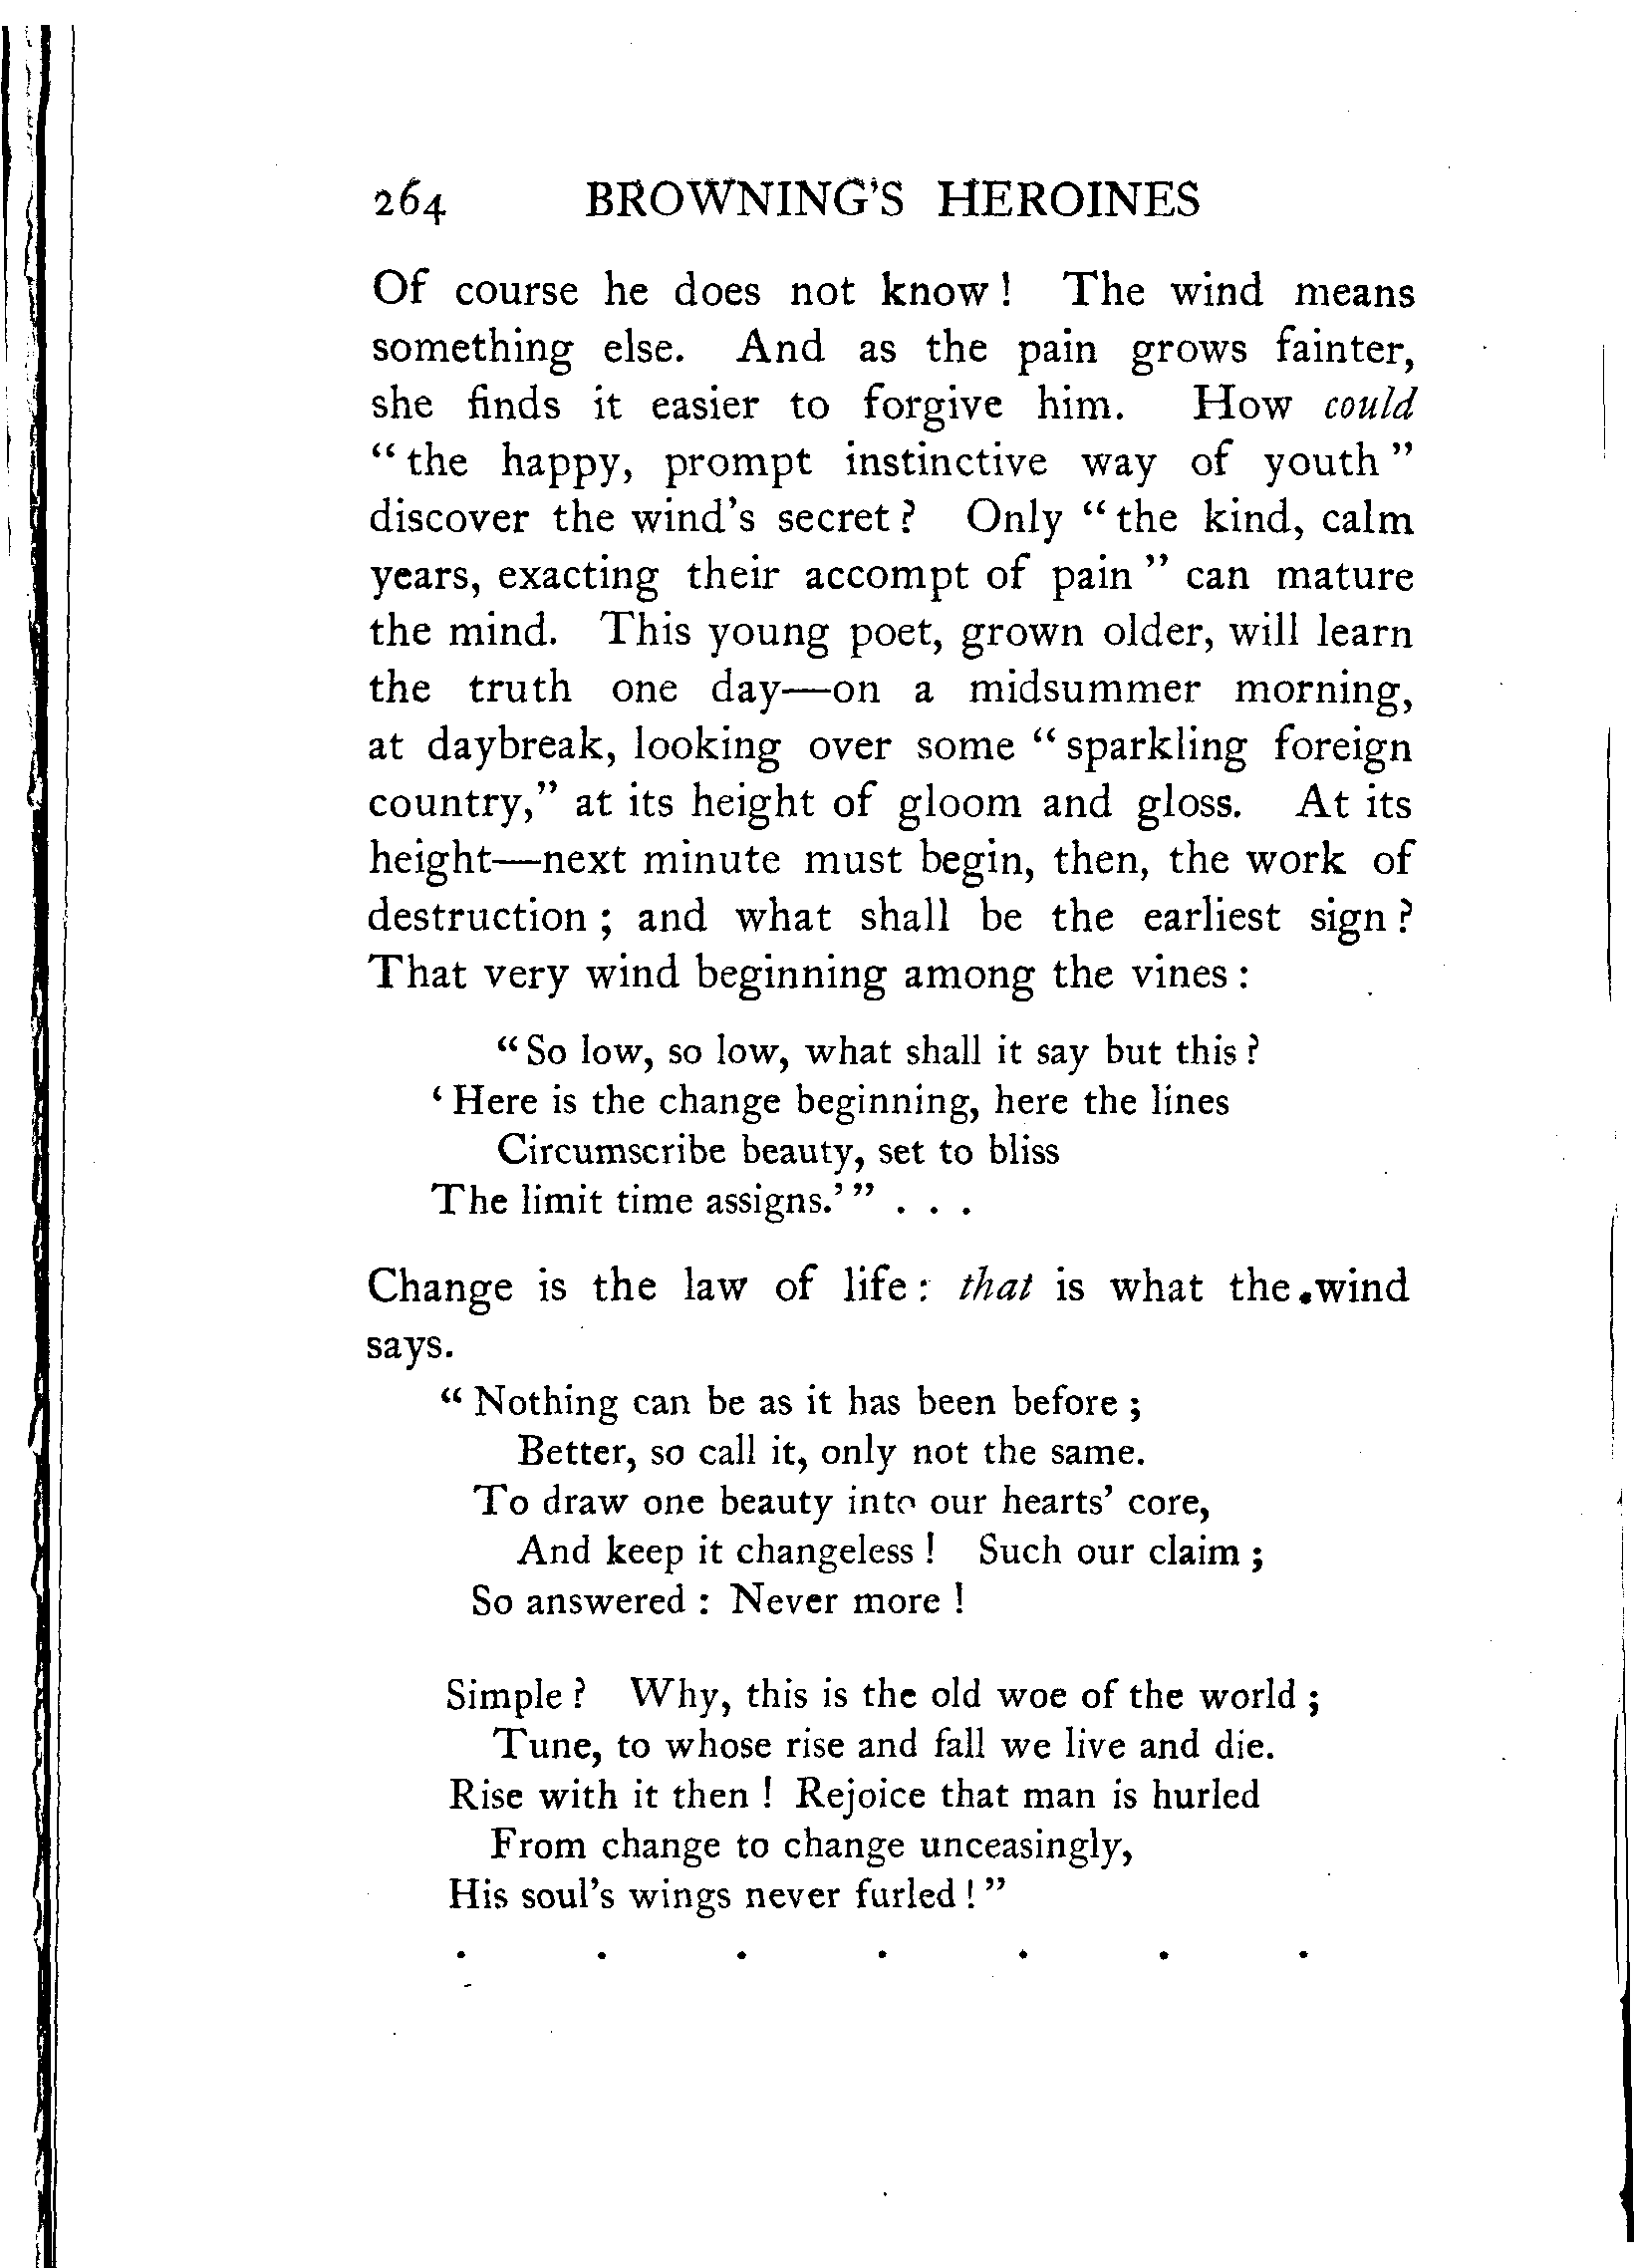 264 BROWNING'S HEROINES
Of course he does not know! The wind means
something else. And as the pain grows fainter,
she finds it easier to forgive him. How could
"the happy, prompt instinctive way of youth"
discover the wind's secret? Only "the kind, calm
years, exacting their accompt of pain" can mature
the mind. This young poet, grown older, will learn
the truth one day—on a midsummer morning,
at daybreak, looking over some "sparkling foreign
country," at its height of gloom and gloss. At its
height—next minute must begin, then, the work of
destruction; and what shall be the earliest sign?
That very wind beginning among the vines:
"So low, so low, what shall it say but this?
'Here is the change beginning, here the lines
Circumscribe beauty, set to bliss
The limit time assigns.'" . . .
Change is the law of life: that is what the wind
says.
"Nothing can be as it has been before;
Better, so call it, only not the same.
To draw one beauty into our hearts' core,
And keep it changeless! Such our claim;
So answered: Never more!
Simple? Why, this is the old woe of the world;
Tune, to whose rise and fall we live and die.
Rise with it then! Rejoice that man is hurled
From change to change unceasingly,
His soul's wings never furled!"
. . . . . . .